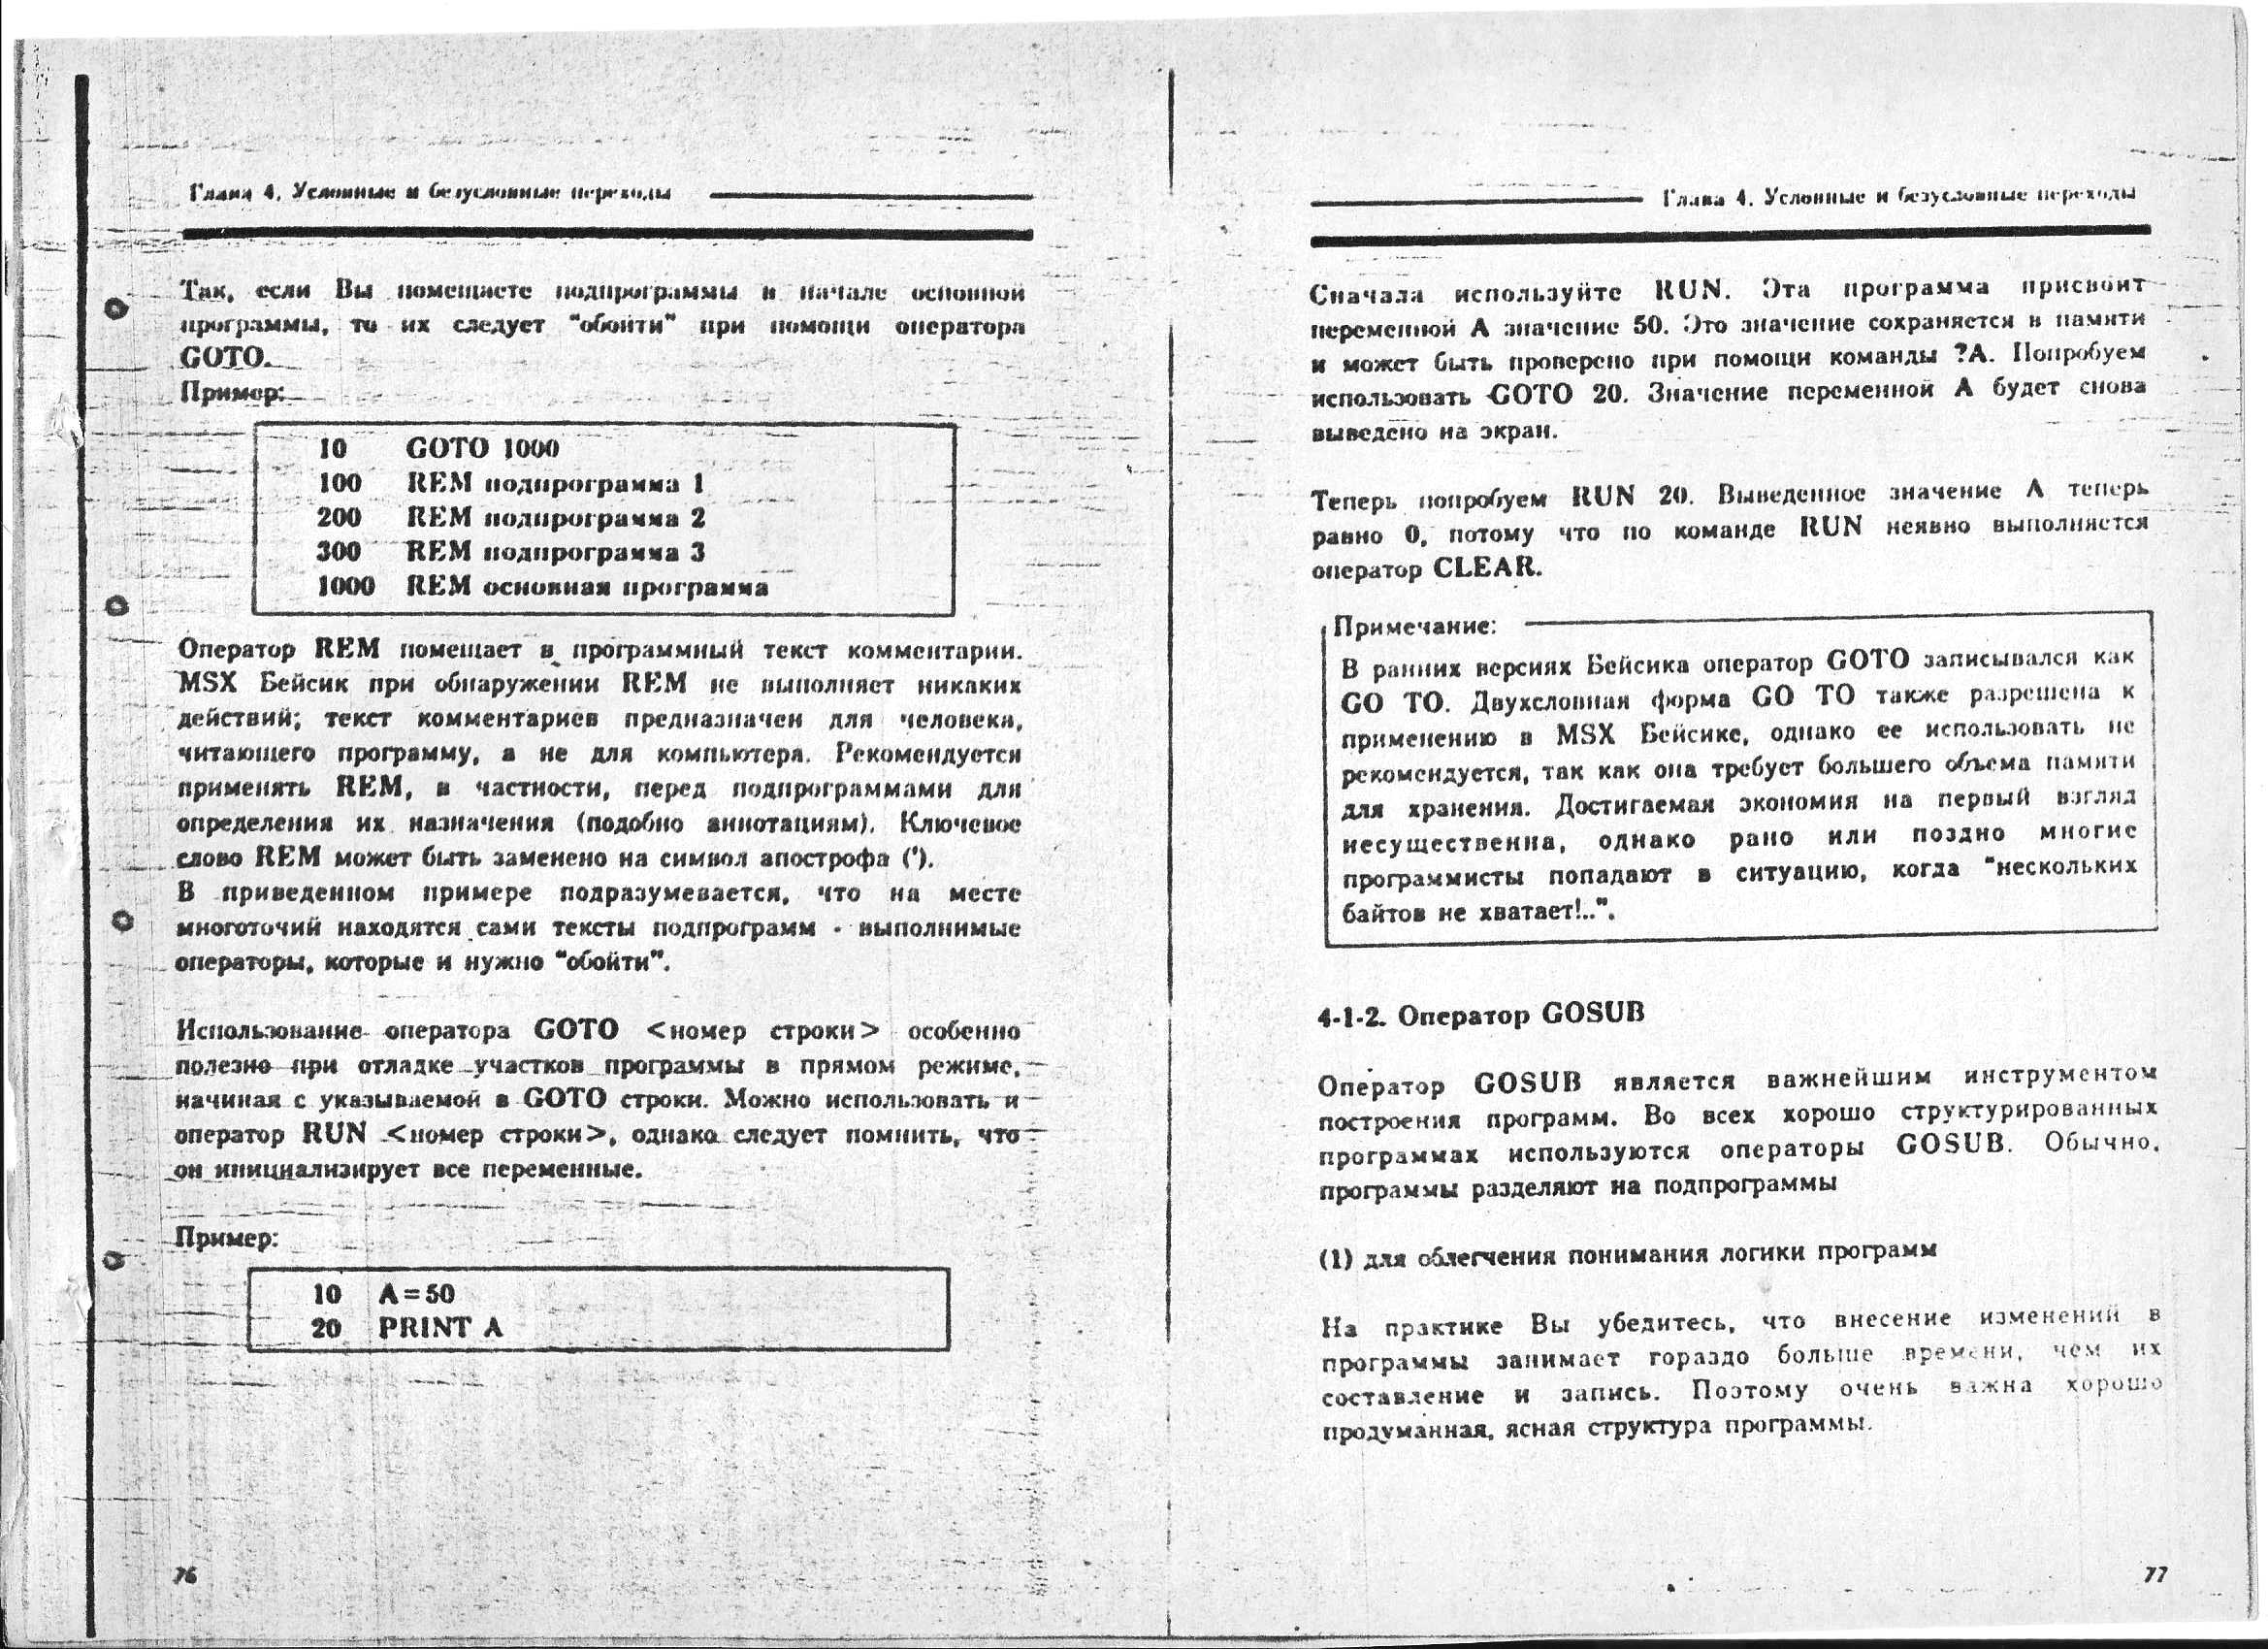 Глава 4. Условные и безусловные переходы
Так, если Вы помещаете подпрограммы в начале основной
программы, то их следует "обойти" при помощи оператора
GOTO.
Пример:
10 GOTO 1000
100 REM подпрограмма 1
200 REM подпрограмма 2
300 REM подпрограмма 3
1000 REM основная программа
Оператор REM помещает в программный текст комментарии.
MSX Бейсик при обнаружении REM не выполняет никаких
действий; текст комментариев предназначен для человека,
читающего программу, а не для компьютера. Рекомендуется
применять REM, в частности, перед подпрограммами для
определения их назначения (подобно аннотациям). Ключевое
слово REM может быть заменено на символ апострофа (').
В приведенном примере подразумевается, что на месте
многоточий находятся сами тексты подпрограмм - выполнимые
операторы, которые и нужно "обойти".
Использование оператора GOTO <номер строки> особенно
полезно при отладке участков программы в прямом режиме,
начиная с указываемой в GOTO строки. Можно использовать и
оператор RUN <номер строки>, однако следует помнить, что
он инициализирует все переменные.
Пример:
10 A=50
20 PRINT A
76
Глава 4. Условные и безусловные переходы
Сначала используйте RUN. Эта программа присвоит
переменной А значение 50. Это значение сохраняется в памяти
и может быть проверено при помощи команды ?А. Попробуем
использовать GOTO 20. Значение переменной А будет снова
выведено на экран.
Теперь попробуем RUN 20. Выведенное значение А теперь
равно 0, потому что по команде RUN неявно выполняется
оператор CLEAR.
Примечание:
В ранних версиях Бейсика оператор GOTO записывался как
GO TO. Двухсловная форма GO TO также разрешена к
применению в MSX Бейсике, однако ее использовать не
рекомендуется, так как она требует большего объема памяти
для хранения. Достигаемая экономия на первый взгляд
несущественна, однако рано или поздно многие
программисты попадают в ситуацию, когда "нескольких
байтов не хватает!..".
4-1-2. Оператор GOSUB
Оператор GOSUB является важнейшим инструментом
построения программ. Во всех хорошо структурированных
программах используются операторы GOSUB. Обычно,
программы разделяют на подпрограммы
(1) для облегчения понимания логики программ
На практике Вы убедитесь, что внесение изменений в
программы занимает гораздо больше времени, чем их
составление и запись. Поэтому очень важна хорошо
продуманная, ясная структура программы.
77